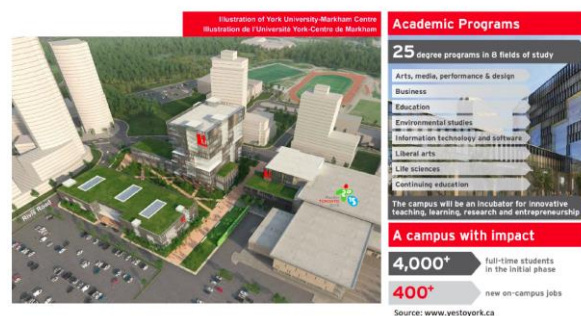 Illustration of York University-Markham Centre
Illustration de l'Université York-Centre de Markham
Academic Programs
25 degree programs in 8 fields of study
Arts, media, performance & design
Business
Education
Environmental studies
Information technology and software
Liberal arts
Life sciences
Continuing education
The campus will be an incubator for innovative
teaching, learning, research and entrepreneurship
A campus with impact
4,000+ full-time students
in the initial phase
400+ new on-campus jobs
Source: www.yestoyork.ca